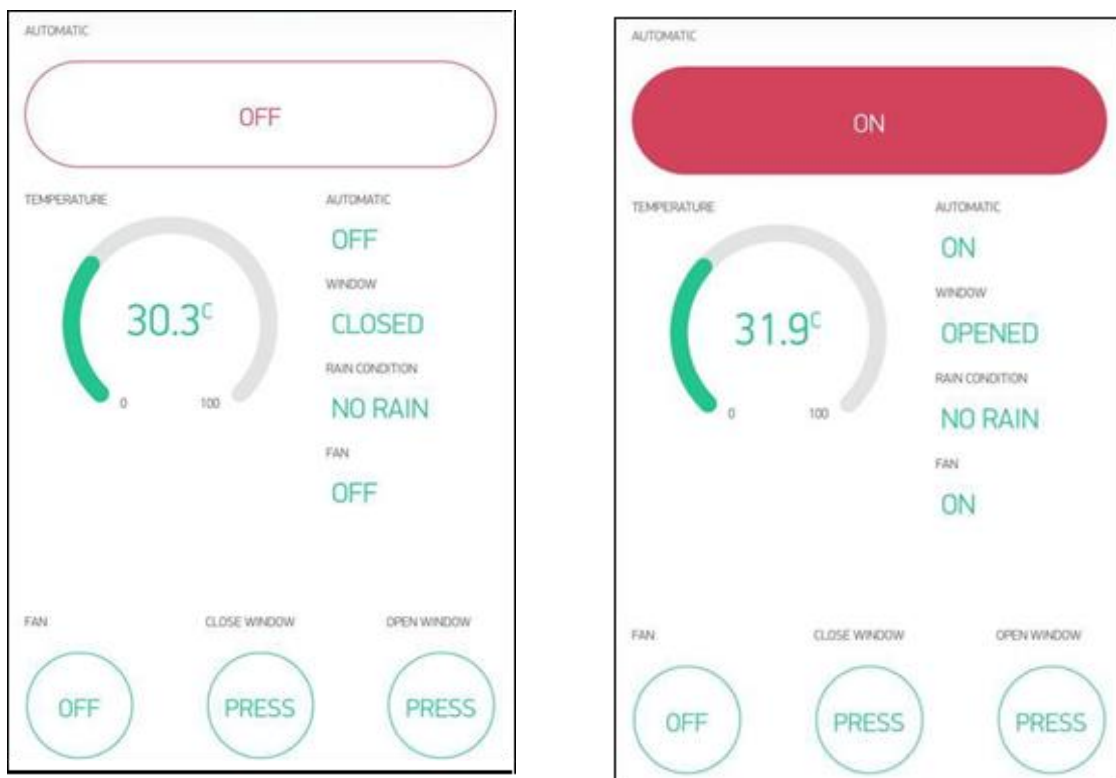 AUTOMATIC
OFF
TEMPERATURE
30.3C
0
100
AUTOMATIC
OFF
WINDOW
CLOSED
RAIN CONDITION
NO RAIN
FAN
OFF
FAN
CLOSE WINDOW
OPEN WINDOW
OFF
PRESS
PRESS
AUTOMATIC
ON
TEMPERATURE
31.9C
0
100
AUTOMATIC
ON
WINDOW
OPENED
RAIN CONDITION
NO RAIN
FAN
ON
FAN
CLOSE WINDOW
OPEN WINDOW
OFF
PRESS
PRESS